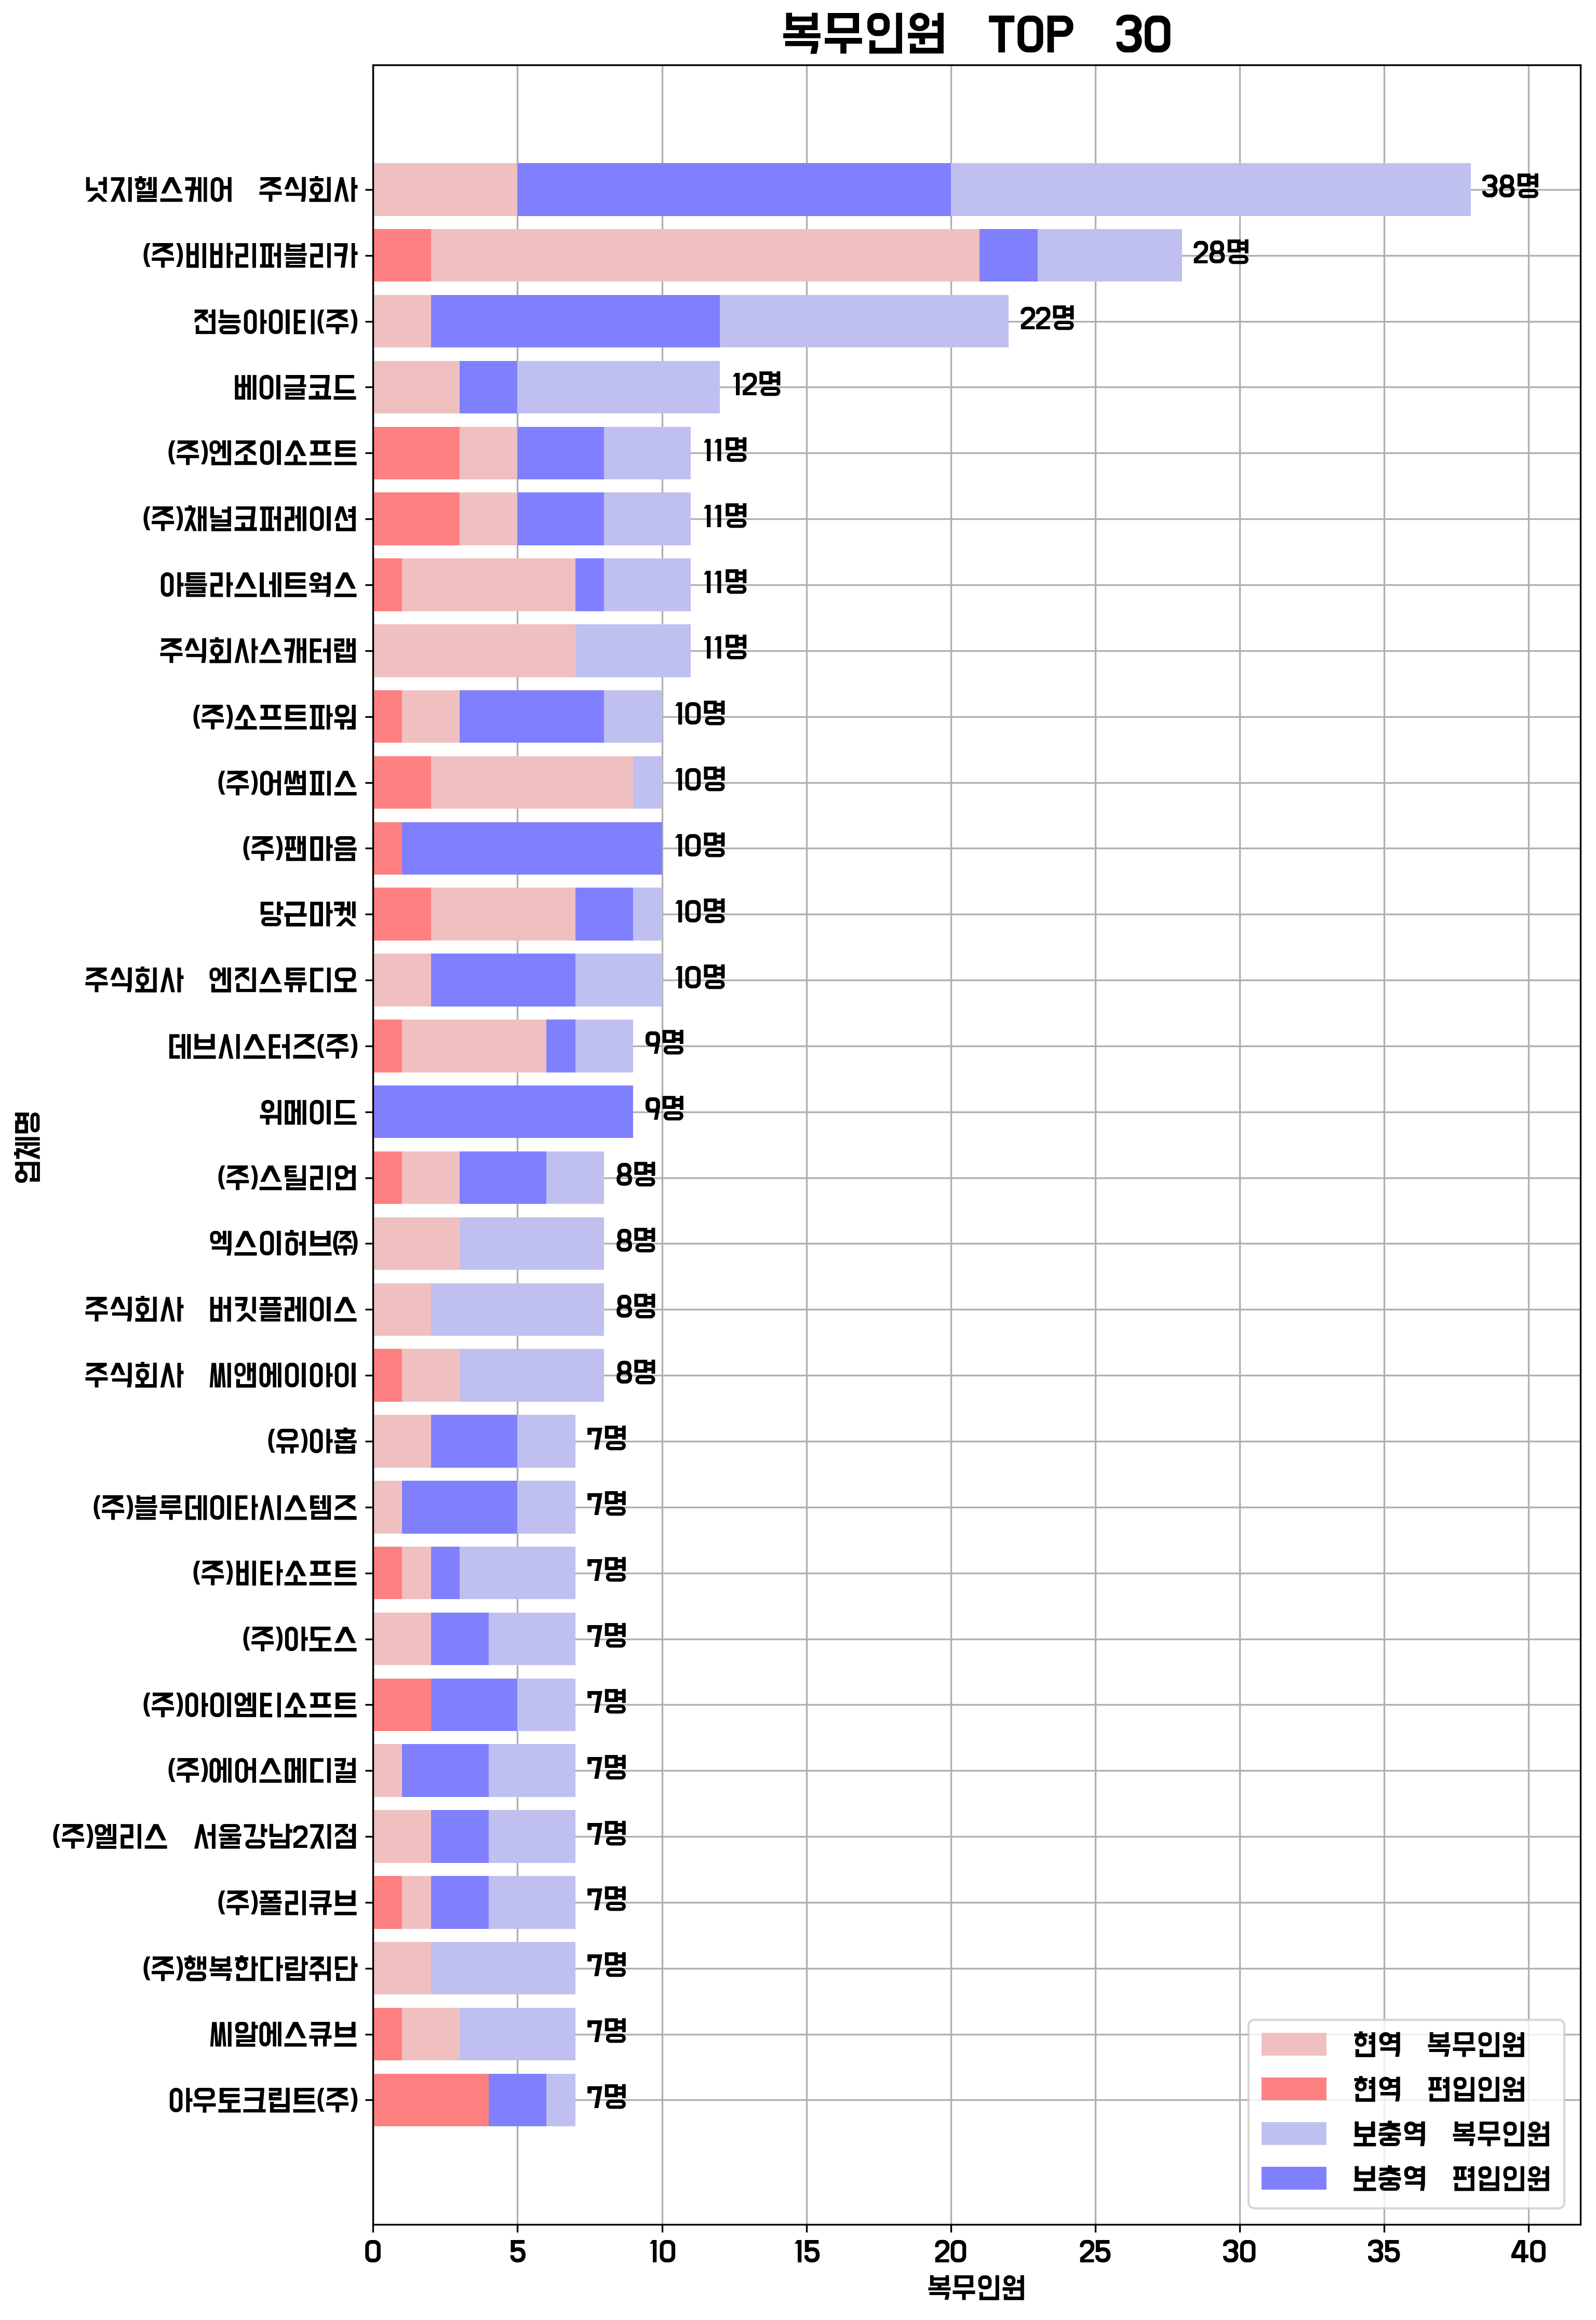 복무인원 TOP 30
넛지헬스케어 주식회사
38명
(주)비바리퍼블리카
28명
전능아이티(주)
22명
베이글코드
12명
(주)엔조이소프트
11명
(주)채널코퍼레이션
11명
아틀라스네트웍스
11명
주식회사스캐터랩
11명
(주)소프트파워
10명
(주)어썸피스
10명
(주)팬마음
10명
당근마켓
10명
주식회사 엔진스튜디오
10명
데브시스터즈(주)
9명
위메이드
9명
(주)스틸리언
8명
엑스이허브㈜
8명
주식회사 버킷플레이스
8명
주식회사 씨앤에이아이
8명
(유)아홉
7명
(주)블루데이타시스템즈
7명
(주)비타소프트
7명
(주)아도스
7명
(주)아이엠티소프트
7명
(주)에어스메디컬
7명
(주)엘리스 서울강남2지점
7명
(주)폴리큐브
7명
(주)행복한다람쥐단
7명
씨알에스큐브
7명
아우토크립트(주)
7명
업체명
현역 복무인원
현역 편입인원
보충역 복무인원
보충역 편입인원
0 5 10 15 20 25 30 35 40
복무인원